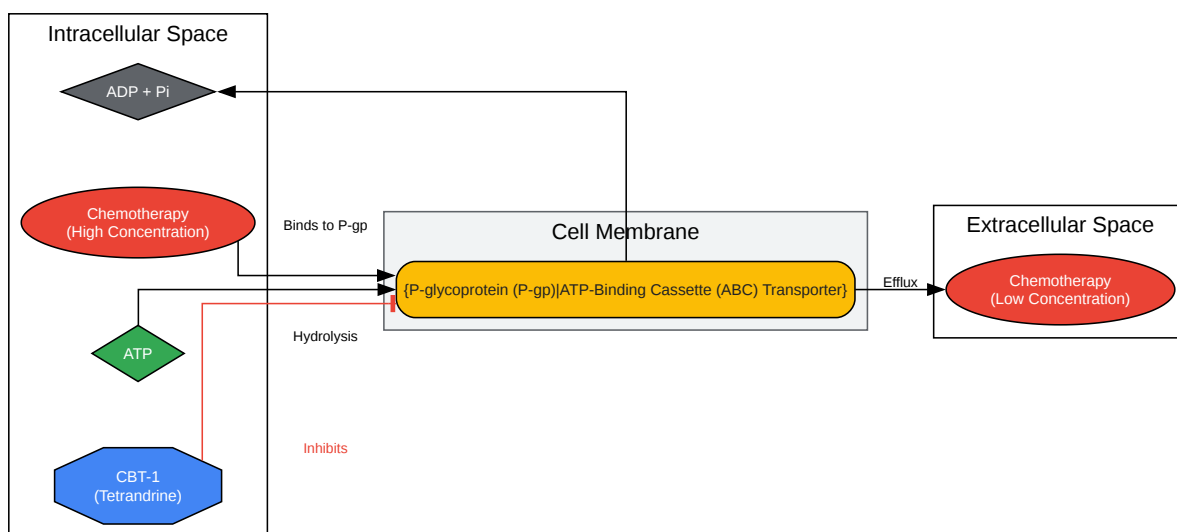 Intracellular Space
ADP + Pi
Chemotherapy
(High Concentration)
Binds to P-gp
Cell Membrane
{P-glycoprotein (P-gp)|ATP-Binding Cassette (ABC) Transporter}
Efflux
Extracellular Space
Chemotherapy
(Low Concentration)
Hydrolysis
ATP
Inhibits
CBT-1
(Tetrandrine)